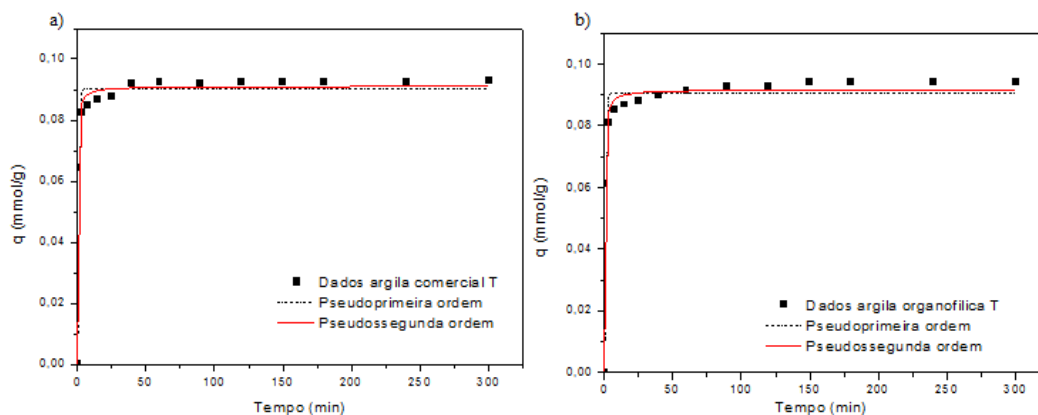 a)
0,10
0,08
0,06
0,04
0,02
0,00
q (mmol/g)
Dados argila comercial T
Pseudoprimeira ordem
Pseudossegunda ordem
0 50 100 150 200 250 300
Tempo (min)
b)
0,10
0,08
0,06
0,04
0,02
0,00
q (mmol/g)
Dados argila organofilica T
Pseudoprimeira ordem
Pseudossegunda ordem
0 50 100 150 200 250 300
Tempo (min)